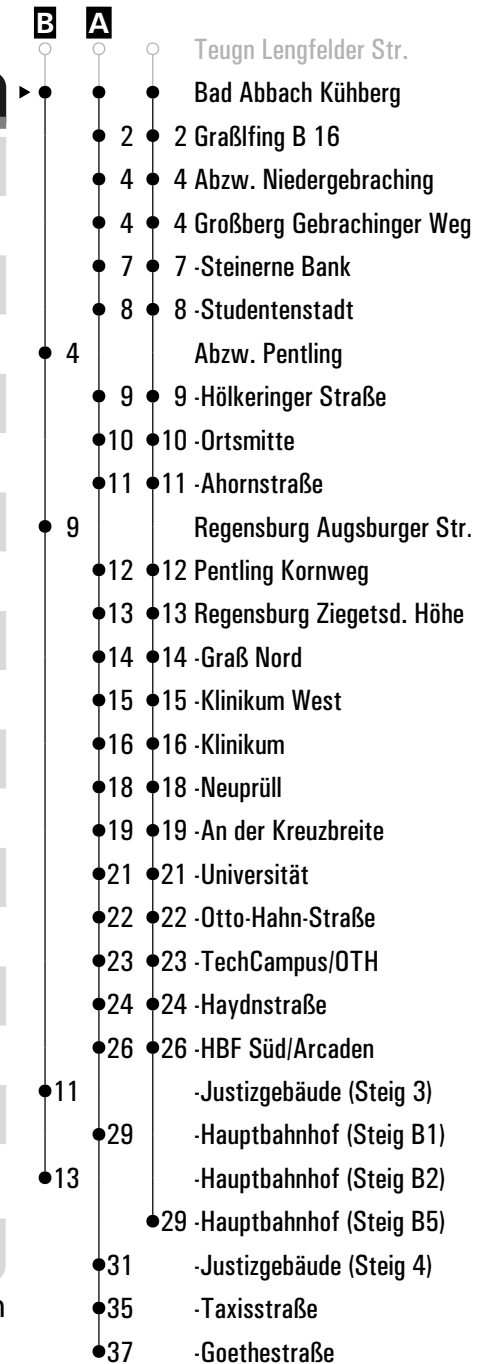 B A
Teugn Lengfelder Str.
Bad Abbach Kühberg
2 2 Graßlfing B 16
4 4 Abzw. Niedergebraching
4 4 Großberg Gebrachinger Weg
7 7 -Steinerne Bank
8 8 -Studentenstadt
4 Abzw. Pentling
9 9 -Hölkeringer Straße
10 10 -Ortsmitte
11 11 -Ahornstraße
9 Regensburg Augsburger Str.
12 12 Pentling Kornweg
13 13 Regensburg Ziegetsd. Höhe
14 14 -Graß Nord
15 15 -Klinikum West
16 16 -Klinikum
18 18 -Neuprüll
19 19 -An der Kreuzbreite
21 21 -Universität
22 22 -Otto-Hahn-Straße
23 23 -TechCampus/OTH
24 24 -Haydnstraße
26 26 -HBF Süd/Arcaden
11 -Justizgebäude (Steig 3)
29 -Hauptbahnhof (Steig B1)
13 -Hauptbahnhof (Steig B2)
29 -Hauptbahnhof (Steig B5)
31 -Justizgebäude (Steig 4)
35 -Taxisstraße
37 -Goethestraße